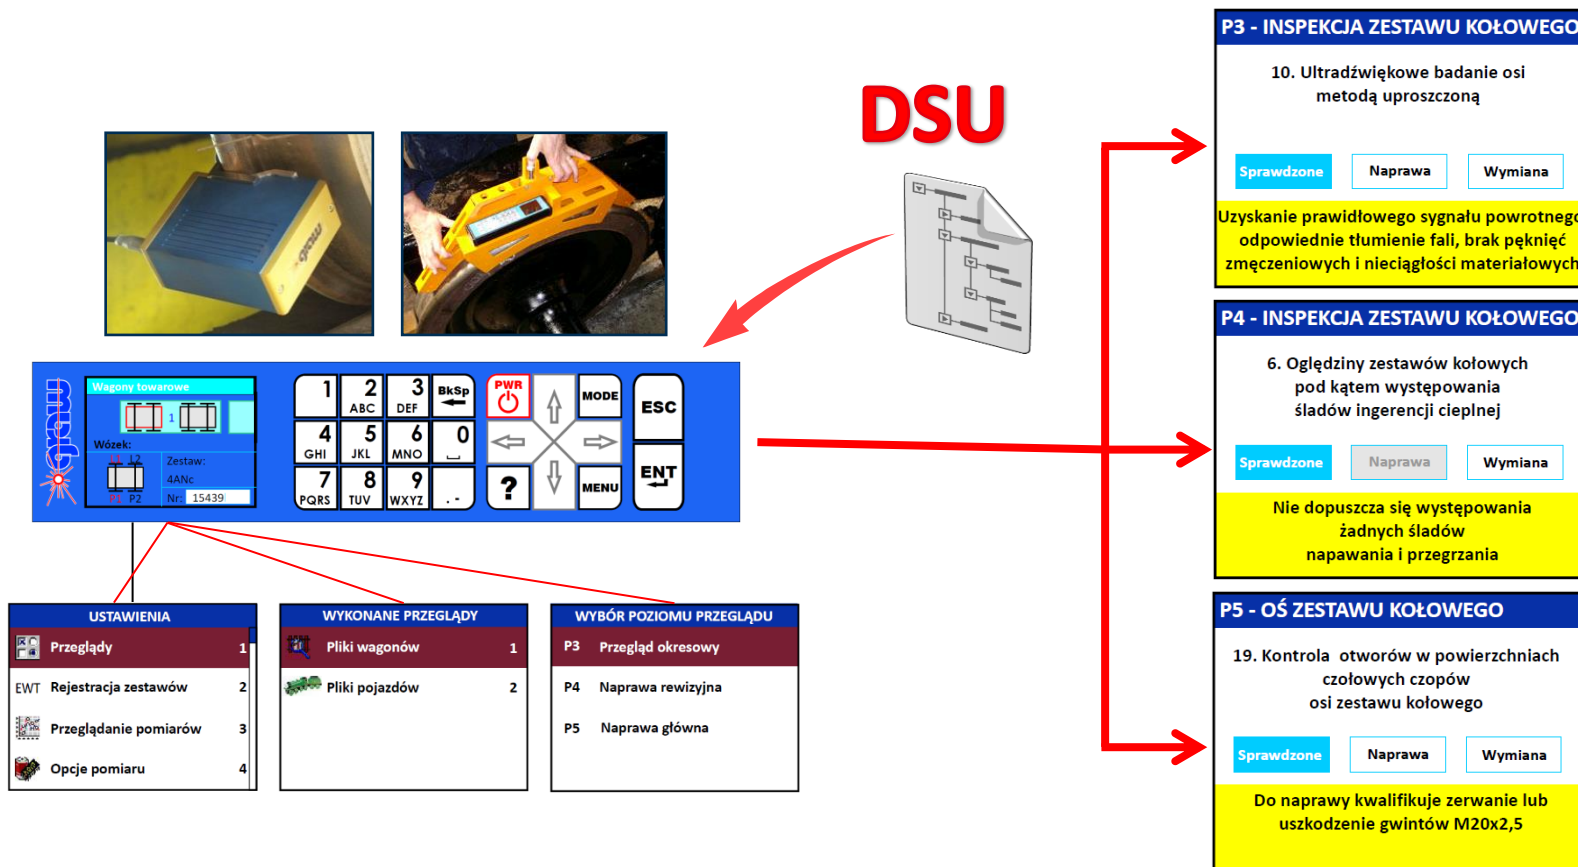 DSU
graw
graw
Wagony towarowe
1
Wózek:
L1 L2
P1 P2
Zestaw:
4ANc
Nr: 15439
1
2
ABC
3
DEF
BkSp
4
GHI
5
JKL
6
MNO
0
7
PQRS
8
TUV
9
WXYZ
. -
PWR
MODE
?
MENU
ESC
ENT
USTAWIENIA
Przeglądy 1
EWT Rejestracja zestawów 2
Przeglądanie pomiarów 3
Opcje pomiaru 4
WYKONANE PRZEGLĄDY
Pliki wagonów 1
Pliki pojazdów 2
WYBÓR POZIOMU PRZEGLĄDU
P3 Przegląd okresowy
P4 Naprawa rewizyjna
P5 Naprawa główna
P3 - INSPEKCJA ZESTAWU KOŁOWEGO
10. Ultradźwiękowe badanie osi
metodą uproszczoną
Sprawdzone Naprawa Wymiana
Uzyskanie prawidłowego sygnału powrotnego
odpowiednie tłumienie fali, brak pęknięć
zmęczeniowych i nieciągłości materiałowych
P4 - INSPEKCJA ZESTAWU KOŁOWEGO
6. Oględziny zestawów kołowych
pod kątem występowania
śladów ingerencji cieplnej
Sprawdzone Naprawa Wymiana
Nie dopuszcza się występowania
żadnych śladów
napawania i przegrzania
P5 - OŚ ZESTAWU KOŁOWEGO
19. Kontrola otworów w powierzchniach
czołowych czopów
osi zestawu kołowego
Sprawdzone Naprawa Wymiana
Do naprawy kwalifikuje zerwanie lub
uszkodzenie gwintów M20x2,5